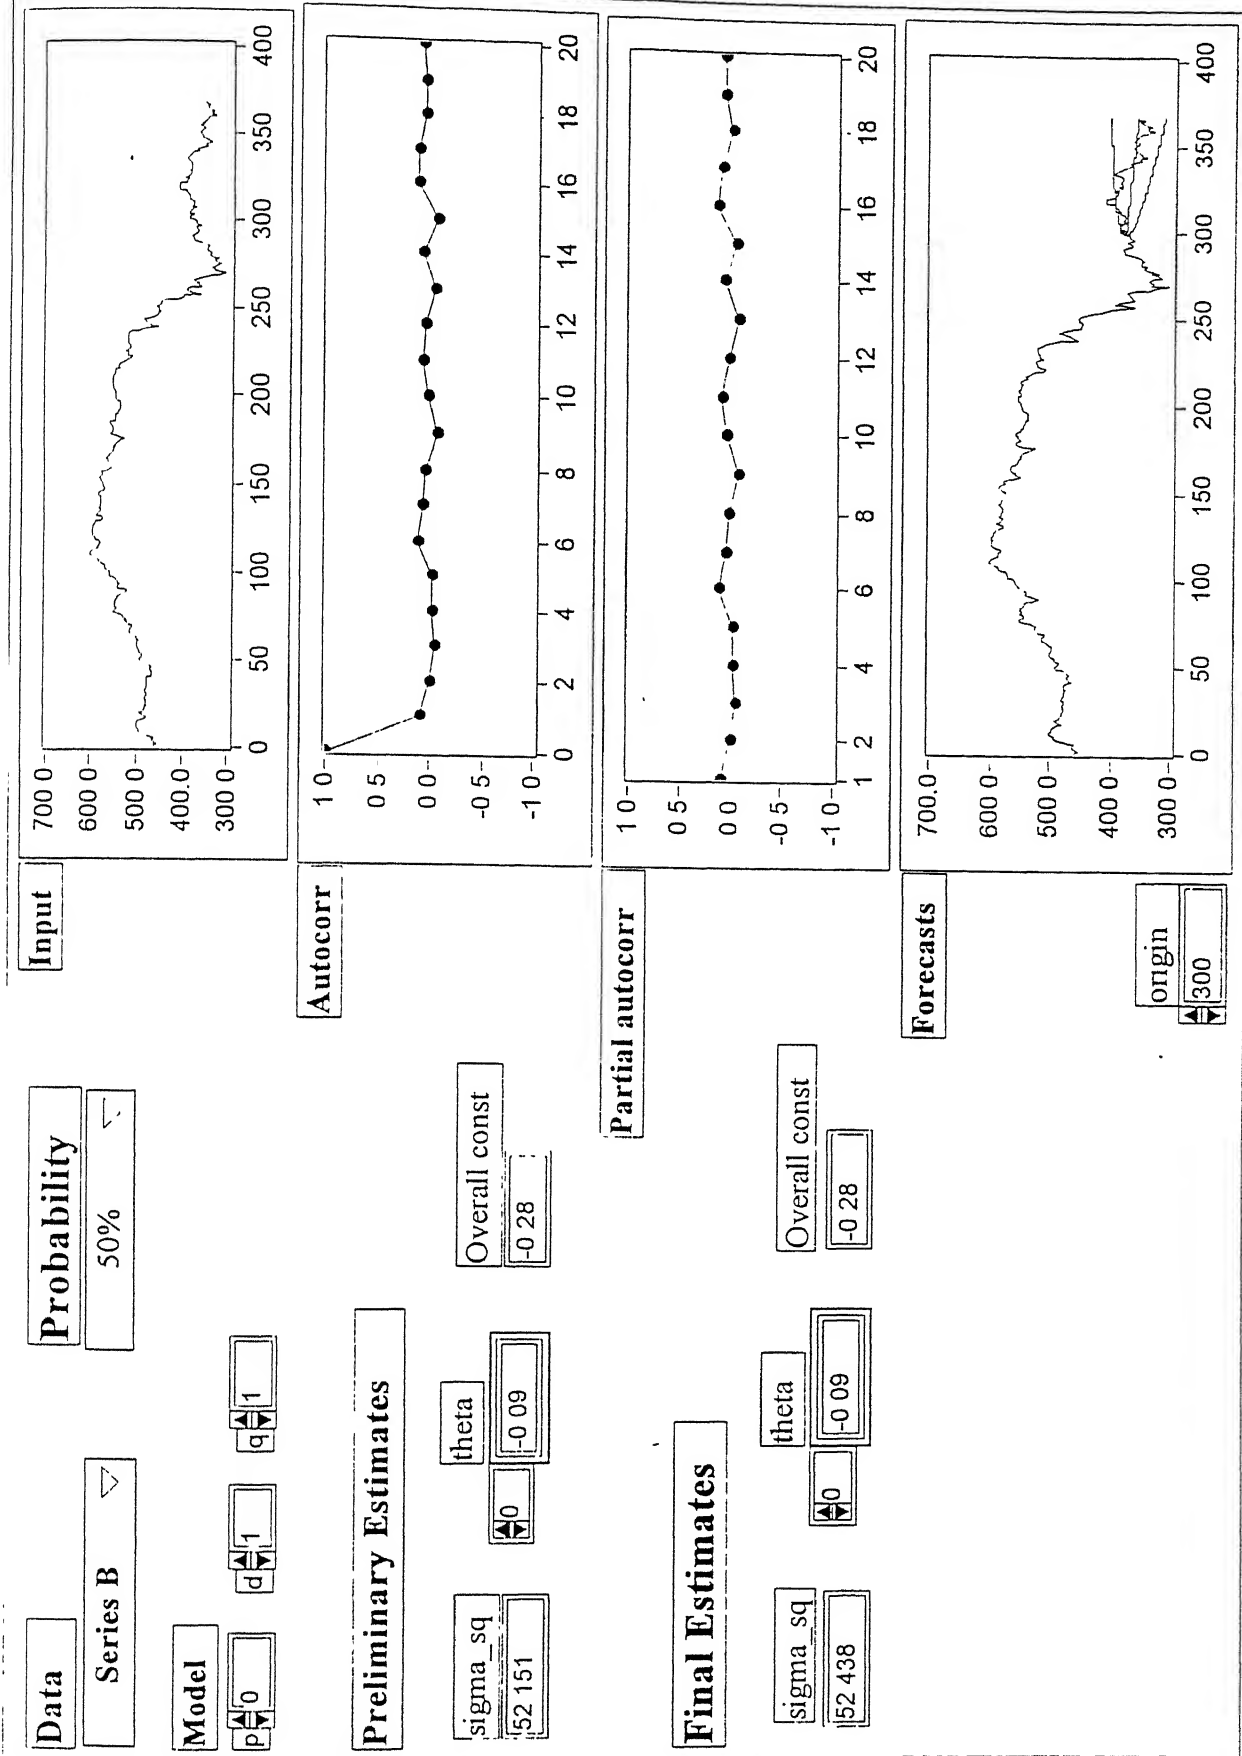 Data
Series B
Probability
50%
Model
p 0
d 1
q 1
Preliminary Estimates
sigma_sq
52 151
theta
0
-0 09
Overall const
-0 28
Final Estimates
sigma_sq
52 438
theta
0
-0 09
Overall const
-0 28
Input
700 0
600 0
500 0
400.0
300 0
0 50 100 150 200 250 300 350 400
Autocorr
1 0
0 5
0 0
-0 5
-1 0
0 2 4 6 8 10 12 14 16 18 20
Partial autocorr
1 0
0 5
0 0
-0 5
-1 0
1 2 4 6 8 10 12 14 16 18 20
Forecasts
origin
300
700.0
600 0
500 0
400 0
300 0
0 50 100 150 200 250 300 350 400